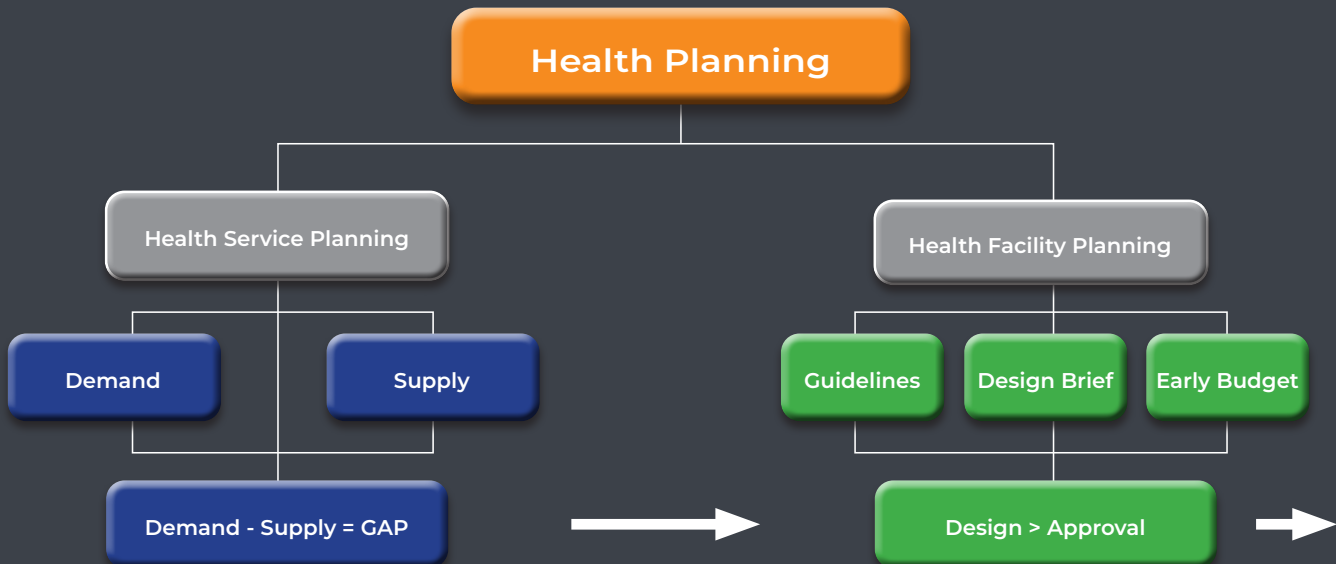 Health Planning
Health Service Planning
Health Facility Planning
Demand
Supply
Guidelines
Design Brief
Early Budget
Demand - Supply = GAP
Design > Approval